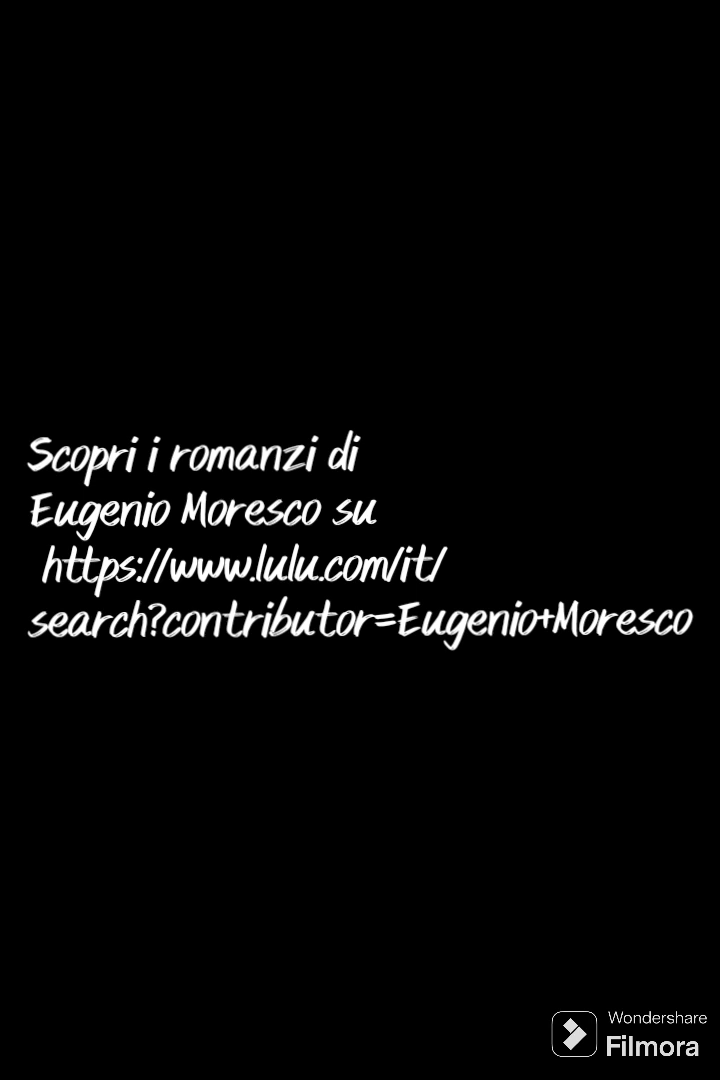 Scopri i romanzi di
Eugenio Moresco su
https://www.lulu.com/it/
search?contributor=Eugenio+Moresco
Wondershare
Filmora